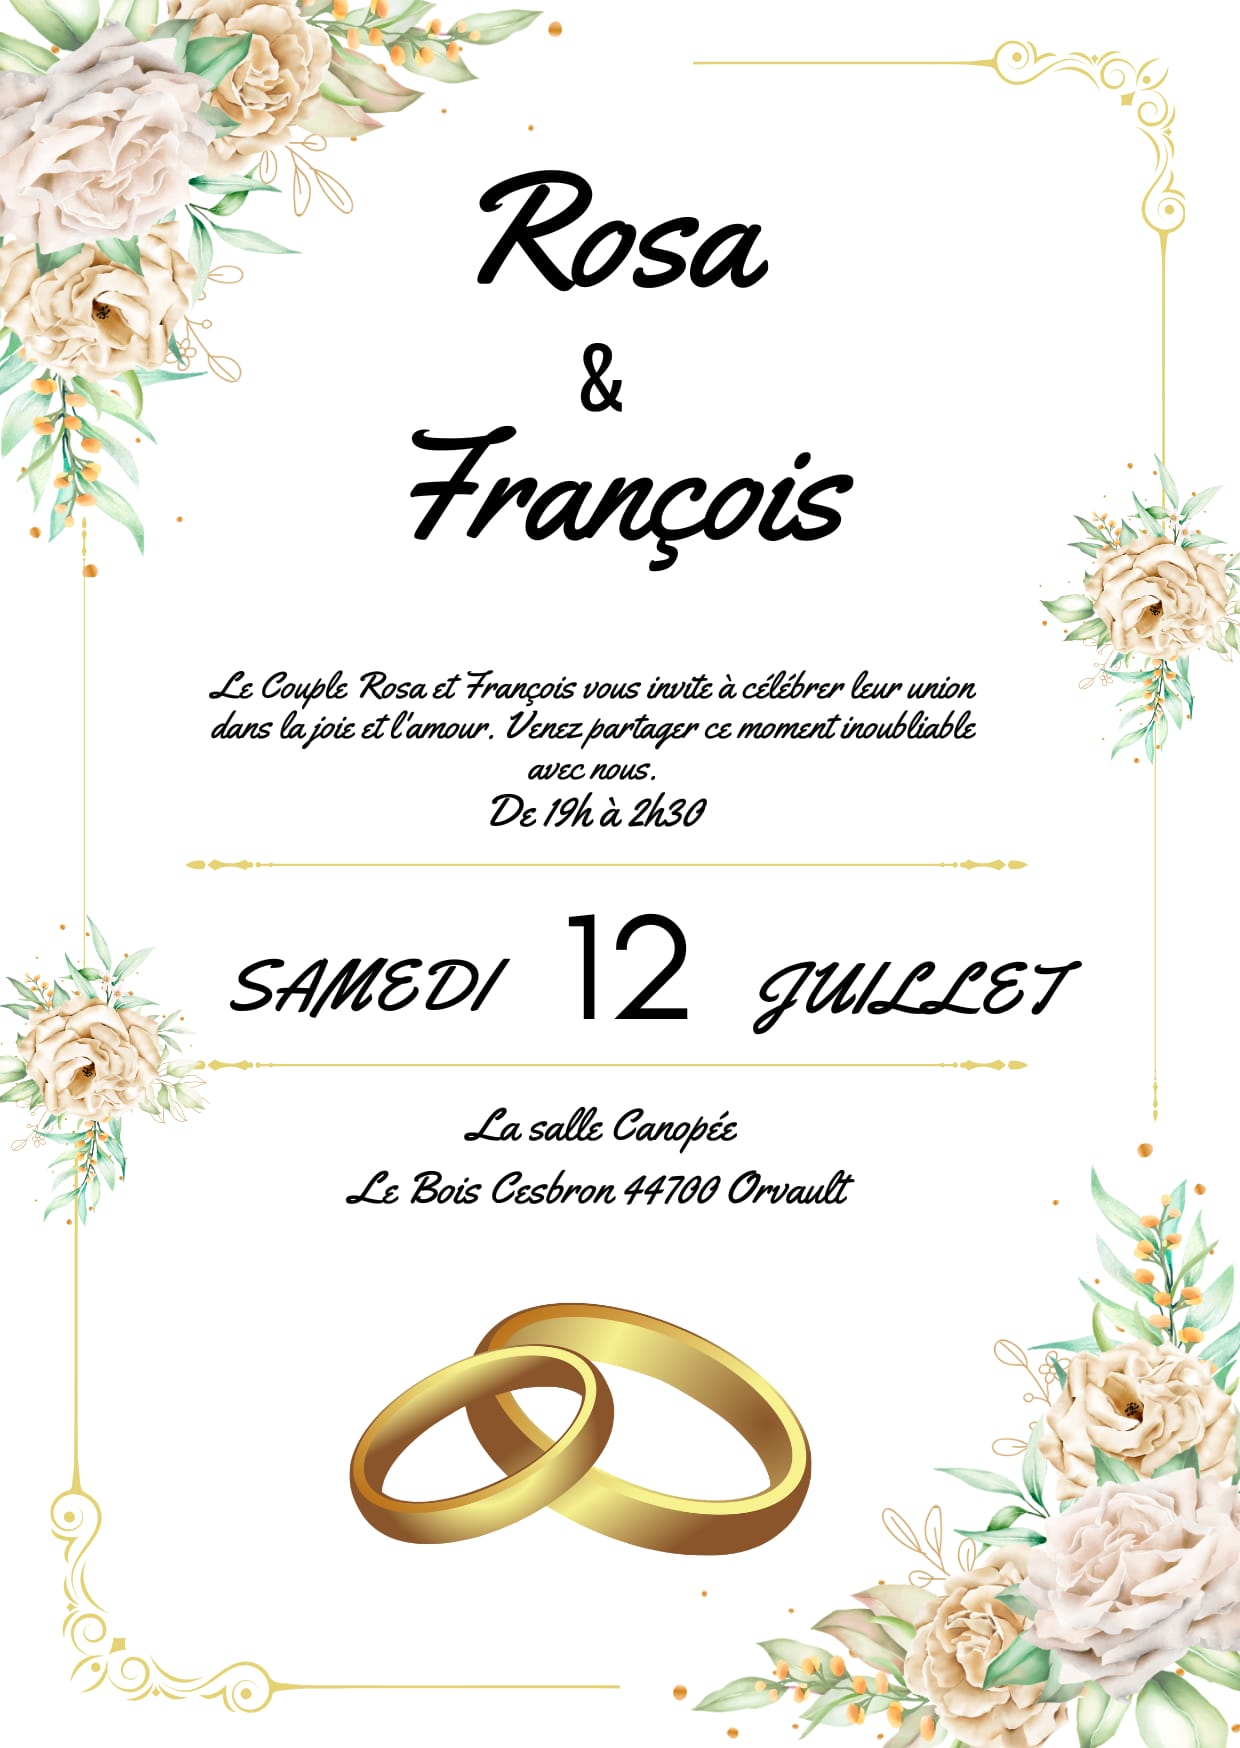 Rosa
&
François
Le Couple Rosa et François vous invite à célébrer leur union
dans la joie et l'amour. Venez partager ce moment inoubliable
avec nous.
De 19h à 2h30
SAMEDI 12 JUILLET
La salle Canopée
Le Bois Cesbron 44700 Orvault